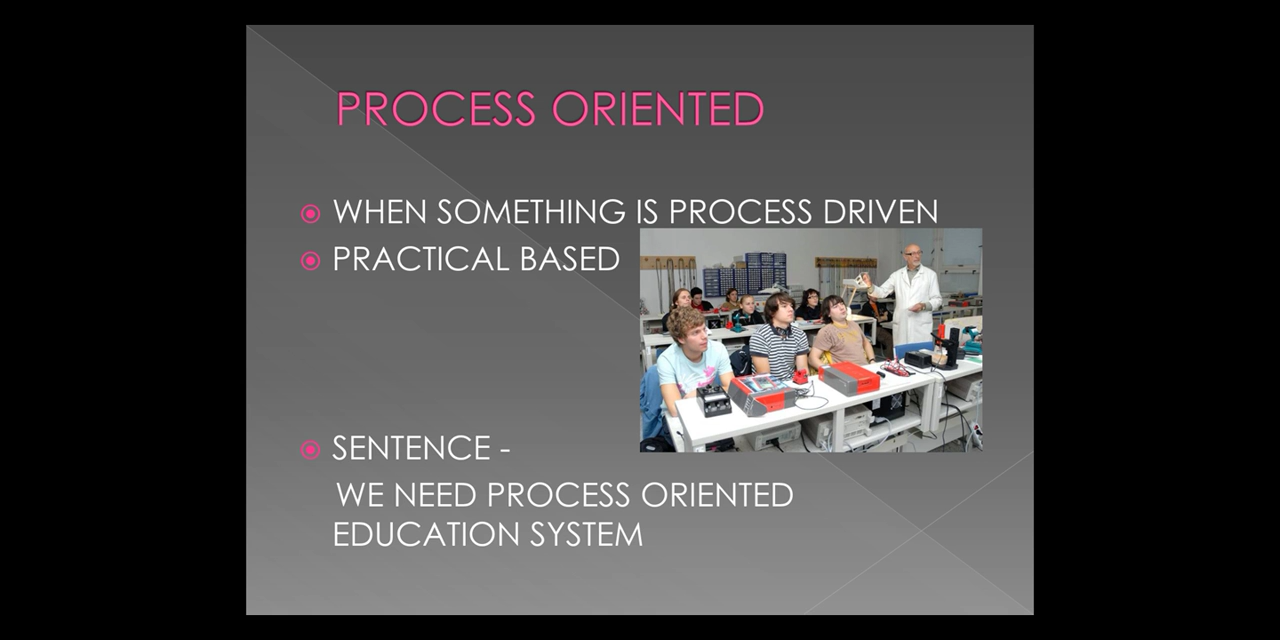 PROCESS ORIENTED
WHEN SOMETHING IS PROCESS DRIVEN
PRACTICAL BASED
SENTENCE -
WE NEED PROCESS ORIENTED
EDUCATION SYSTEM